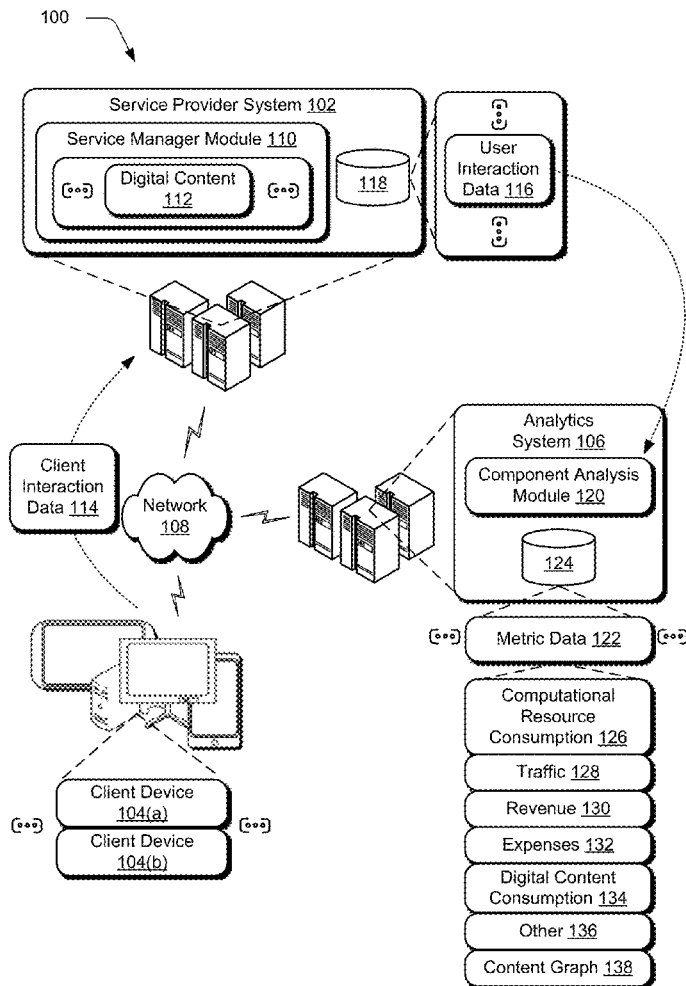 100
Service Provider System 102
Service Manager Module 110
Digital Content
112
118
User
Interaction
Data 116
Analytics
System 106
Component Analysis
Module 120
124
Client
Interaction
Data 114
Network
108
Metric Data 122
Computational
Resource
Consumption 126
Traffic 128
Revenue 130
Expenses 132
Digital Content
Consumption 134
Other 136
Content Graph 138
Client Device
104(a)
Client Device
104(b)